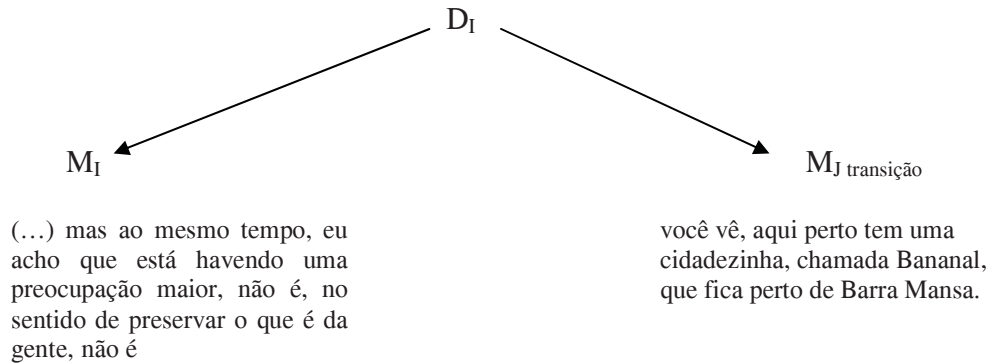 D_I
M_I
M_J transição
(…) mas ao mesmo tempo, eu
acho que está havendo uma
preocupação maior, não é, no
sentido de preservar o que é da
gente, não é
você vê, aqui perto tem uma
cidadezinha, chamada Bananal,
que fica perto de Barra Mansa.